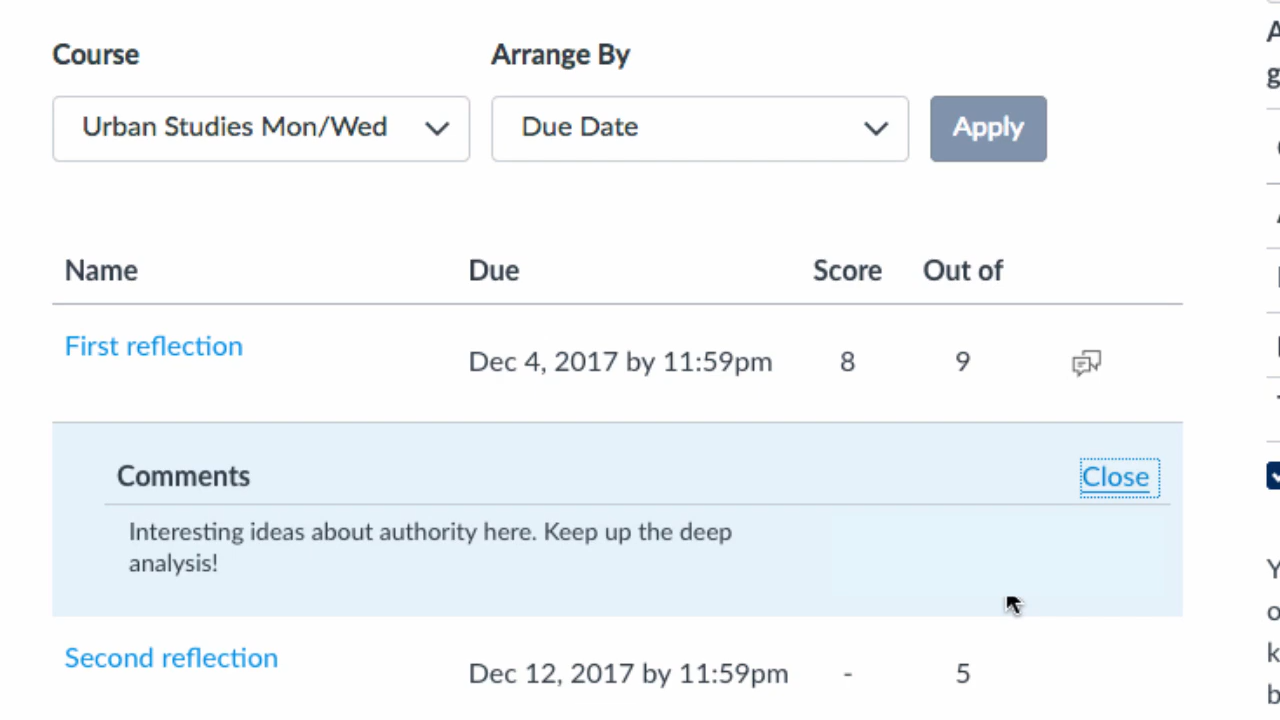 Course
Arrange By
Urban Studies Mon/Wed
Due Date
Apply
Name
Due
Score
Out of
First reflection
Dec 4, 2017 by 11:59pm
8
9
Comments
Close
Interesting ideas about authority here. Keep up the deep
analysis!
Second reflection
Dec 12, 2017 by 11:59pm
-
5